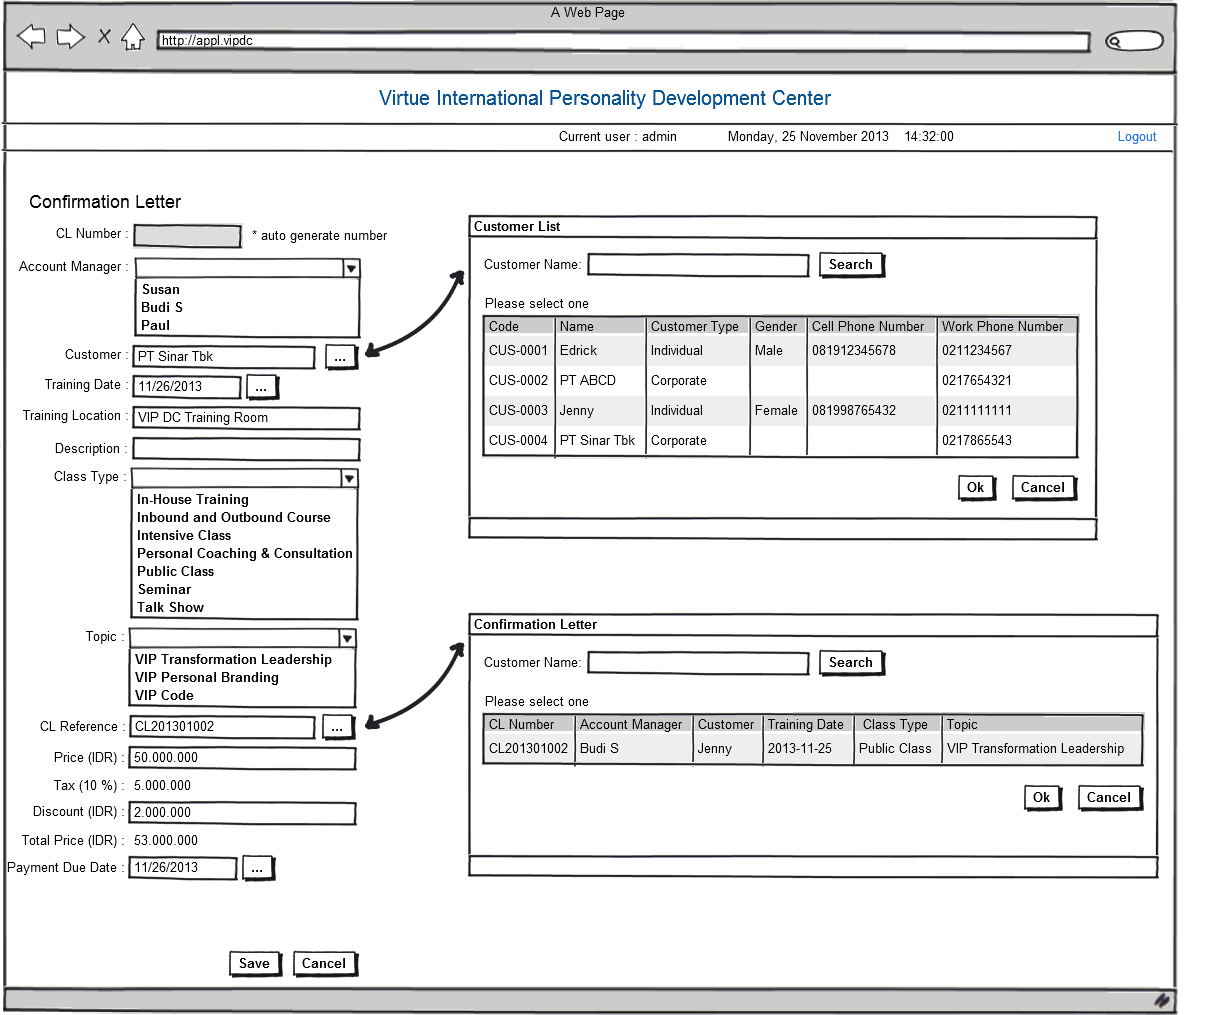 A Web Page
http://appl.vipdc
Virtue International Personality Development Center
Current user : admin Monday, 25 November 2013 14:32:00 Logout
Confirmation Letter
CL Number : * auto generate number
Account Manager :
Susan
Budi S
Paul
Customer : PT Sinar Tbk ...
Training Date : 11/26/2013 ...
Training Location : VIP DC Training Room
Description :
Class Type :
In-House Training
Inbound and Outbound Course
Intensive Class
Personal Coaching & Consultation
Public Class
Seminar
Talk Show
Topic :
VIP Transformation Leadership
VIP Personal Branding
VIP Code
CL Reference : CL201301002 ...
Price (IDR) : 50.000.000
Tax (10 %) : 5.000.000
Discount (IDR) : 2.000.000
Total Price (IDR) : 53.000.000
Payment Due Date : 11/26/2013 ...
Save Cancel
Customer List
Customer Name: Search
Please select one
Code Name Customer Type Gender Cell Phone Number Work Phone Number
CUS-0001 Edrick Individual Male 081912345678 0211234567
CUS-0002 PT ABCD Corporate 0217654321
CUS-0003 Jenny Individual Female 081998765432 0211111111
CUS-0004 PT Sinar Tbk Corporate 0217865543
Ok Cancel
Confirmation Letter
Customer Name: Search
Please select one
CL Number Account Manager Customer Training Date Class Type Topic
CL201301002 Budi S Jenny 2013-11-25 Public Class VIP Transformation Leadership
Ok Cancel